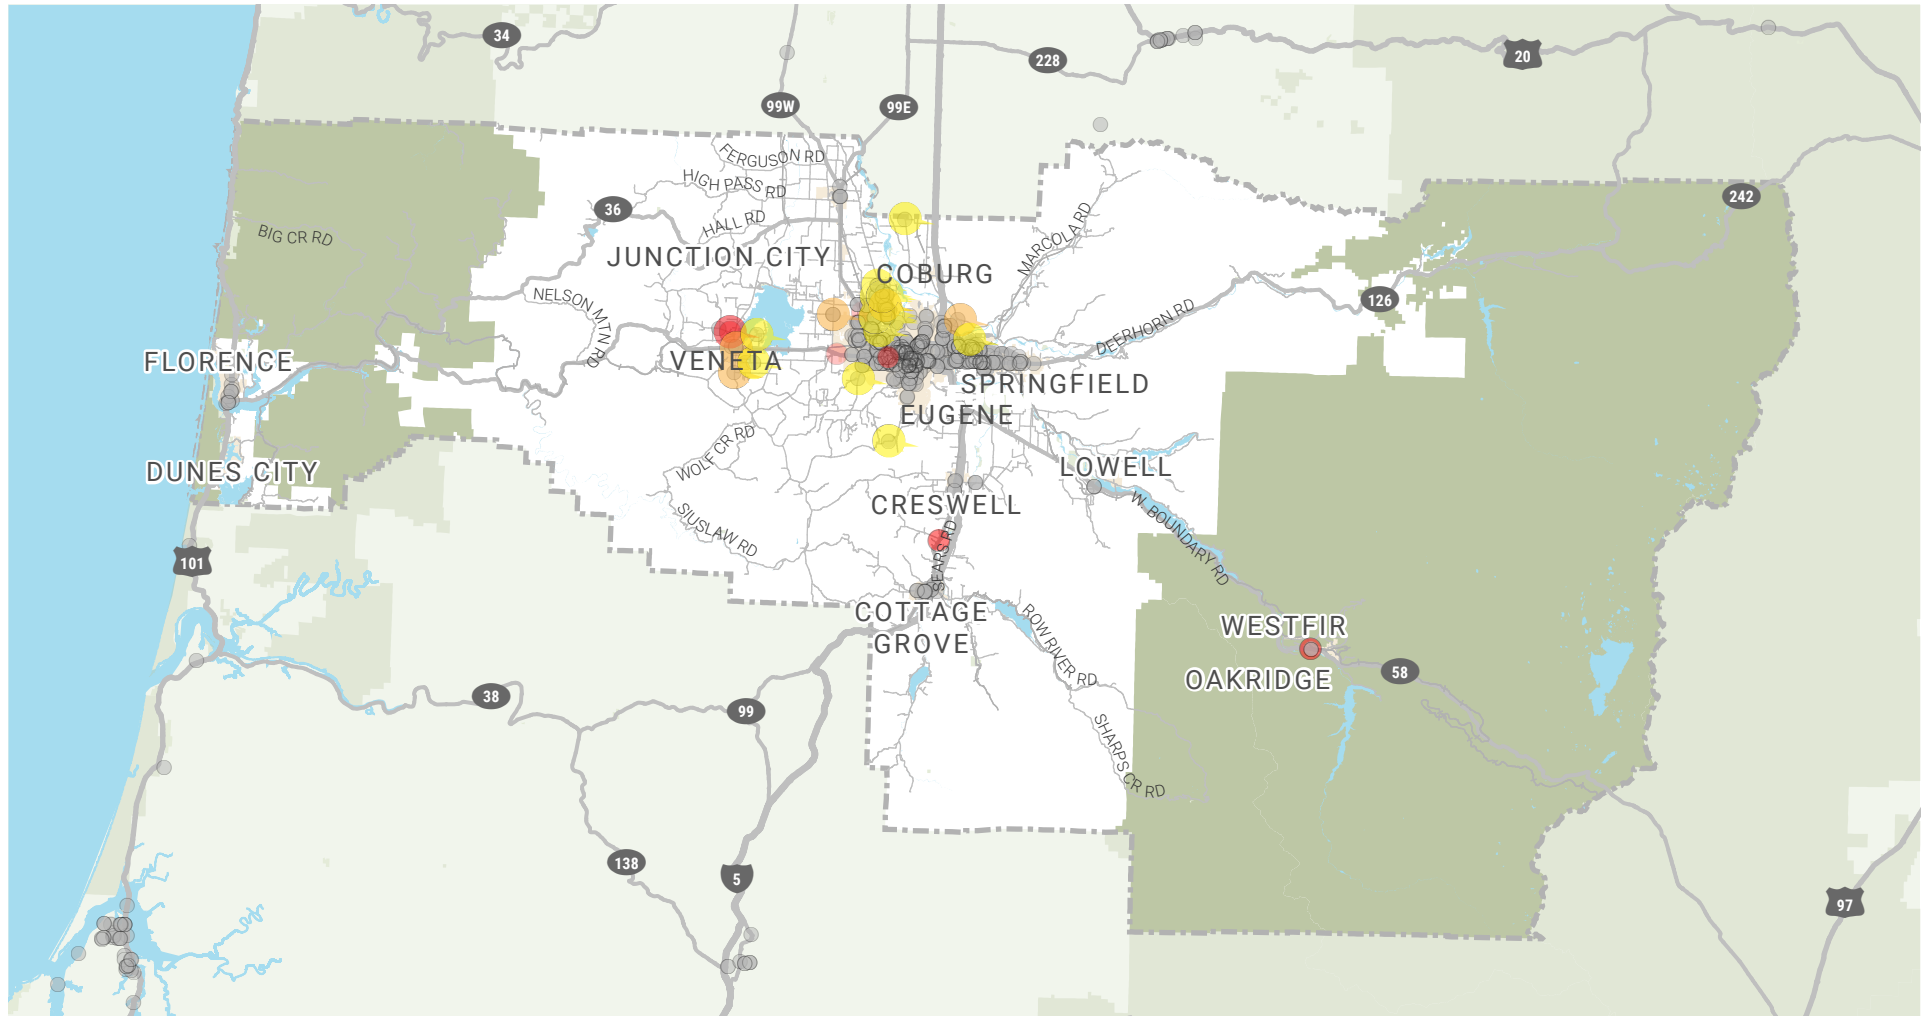 34
228
20
99W
99E
FERGUSON RD
HIGH PASS RD
242
36
HALL RD
BIG CR RD
MARCOLA RD
JUNCTION CITY
COBURG
NELSON MTN RD
126
DEERHORN RD
FLORENCE
VENETA
SPRINGFIELD
EUGENE
WOLF CR RD
DUNES CITY
LOWELL
CRESWELL
SIUSLAW RD
W. BOUNDARY RD
101
SEARS RD
COTTAGE
GROVE
ROW RIVER RD
WESTFIR
OAKRIDGE
58
38
99
SHARPS CR RD
138
5
97